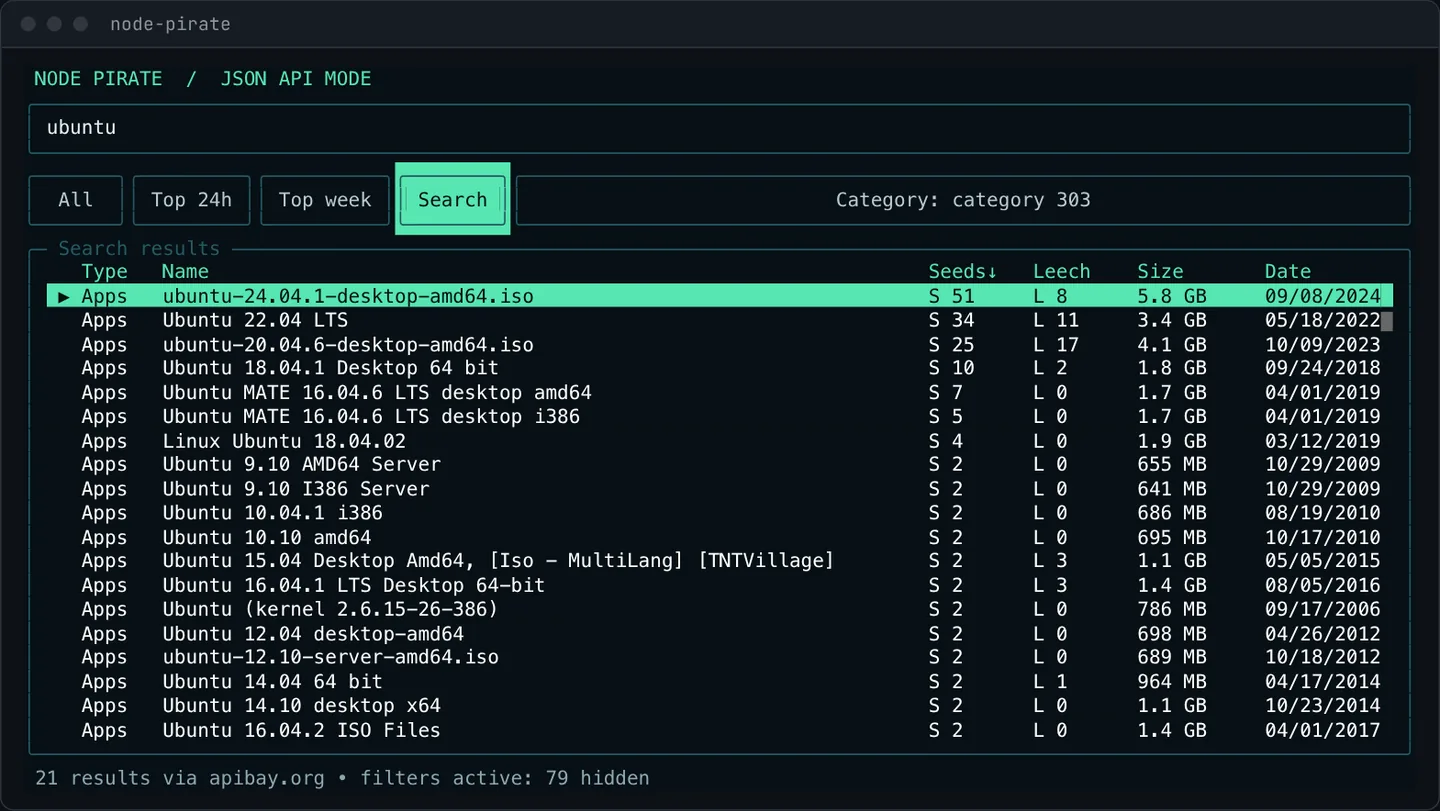 node-pirate
NODE PIRATE / JSON API MODE
ubuntu
All Top 24h Top week Search Category: category 303
Search results
Type Name Seeds↓ Leech Size Date
▶ Apps ubuntu-24.04.1-desktop-amd64.iso S 51 L 8 5.8 GB 09/08/2024
Apps Ubuntu 22.04 LTS S 34 L 11 3.4 GB 05/18/2022
Apps ubuntu-20.04.6-desktop-amd64.iso S 25 L 17 4.1 GB 10/09/2023
Apps Ubuntu 18.04.1 Desktop 64 bit S 10 L 2 1.8 GB 09/24/2018
Apps Ubuntu MATE 16.04.6 LTS desktop amd64 S 7 L 0 1.7 GB 04/01/2019
Apps Ubuntu MATE 16.04.6 LTS desktop i386 S 5 L 0 1.7 GB 04/01/2019
Apps Linux Ubuntu 18.04.02 S 4 L 0 1.9 GB 03/12/2019
Apps Ubuntu 9.10 AMD64 Server S 2 L 0 655 MB 10/29/2009
Apps Ubuntu 9.10 I386 Server S 2 L 0 641 MB 10/29/2009
Apps Ubuntu 10.04.1 i386 S 2 L 0 686 MB 08/19/2010
Apps Ubuntu 10.10 amd64 S 2 L 0 695 MB 10/17/2010
Apps Ubuntu 15.04 Desktop Amd64, [Iso - MultiLang] [TNTVillage] S 2 L 3 1.1 GB 05/05/2015
Apps Ubuntu 16.04.1 LTS Desktop 64-bit S 2 L 3 1.4 GB 08/05/2016
Apps Ubuntu (kernel 2.6.15-26-386) S 2 L 0 786 MB 09/17/2006
Apps Ubuntu 12.04 desktop-amd64 S 2 L 0 698 MB 04/26/2012
Apps ubuntu-12.10-server-amd64.iso S 2 L 0 689 MB 10/18/2012
Apps Ubuntu 14.04 64 bit S 2 L 1 964 MB 04/17/2014
Apps Ubuntu 14.10 desktop x64 S 2 L 0 1.1 GB 10/23/2014
Apps Ubuntu 16.04.2 ISO Files S 2 L 0 1.4 GB 04/01/2017
21 results via apibay.org • filters active: 79 hidden